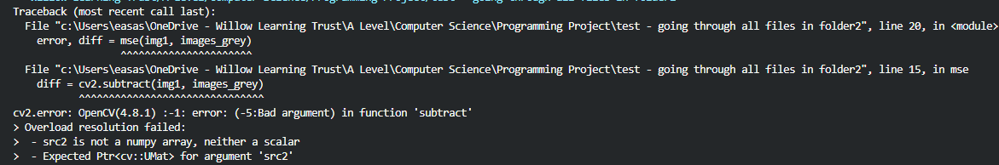 Traceback (most recent call last):
  File "c:\Users\easas\OneDrive - Willow Learning Trust\A Level\Computer Science\Programming Project\test - going through all files in folder2", line 20, in <module>
    error, diff = mse(img1, images_grey)
                  ^^^^^^^^^^^^^^^^^^^^^^
  File "c:\Users\easas\OneDrive - Willow Learning Trust\A Level\Computer Science\Programming Project\test - going through all files in folder2", line 15, in mse
    diff = cv2.subtract(img1, images_grey)
           ^^^^^^^^^^^^^^^^^^^^^^^^^^^^^^^
cv2.error: OpenCV(4.8.1) :-1: error: (-5:Bad argument) in function 'subtract'
> Overload resolution failed:
>  - src2 is not a numpy array, neither a scalar
>  - Expected Ptr<cv::UMat> for argument 'src2'